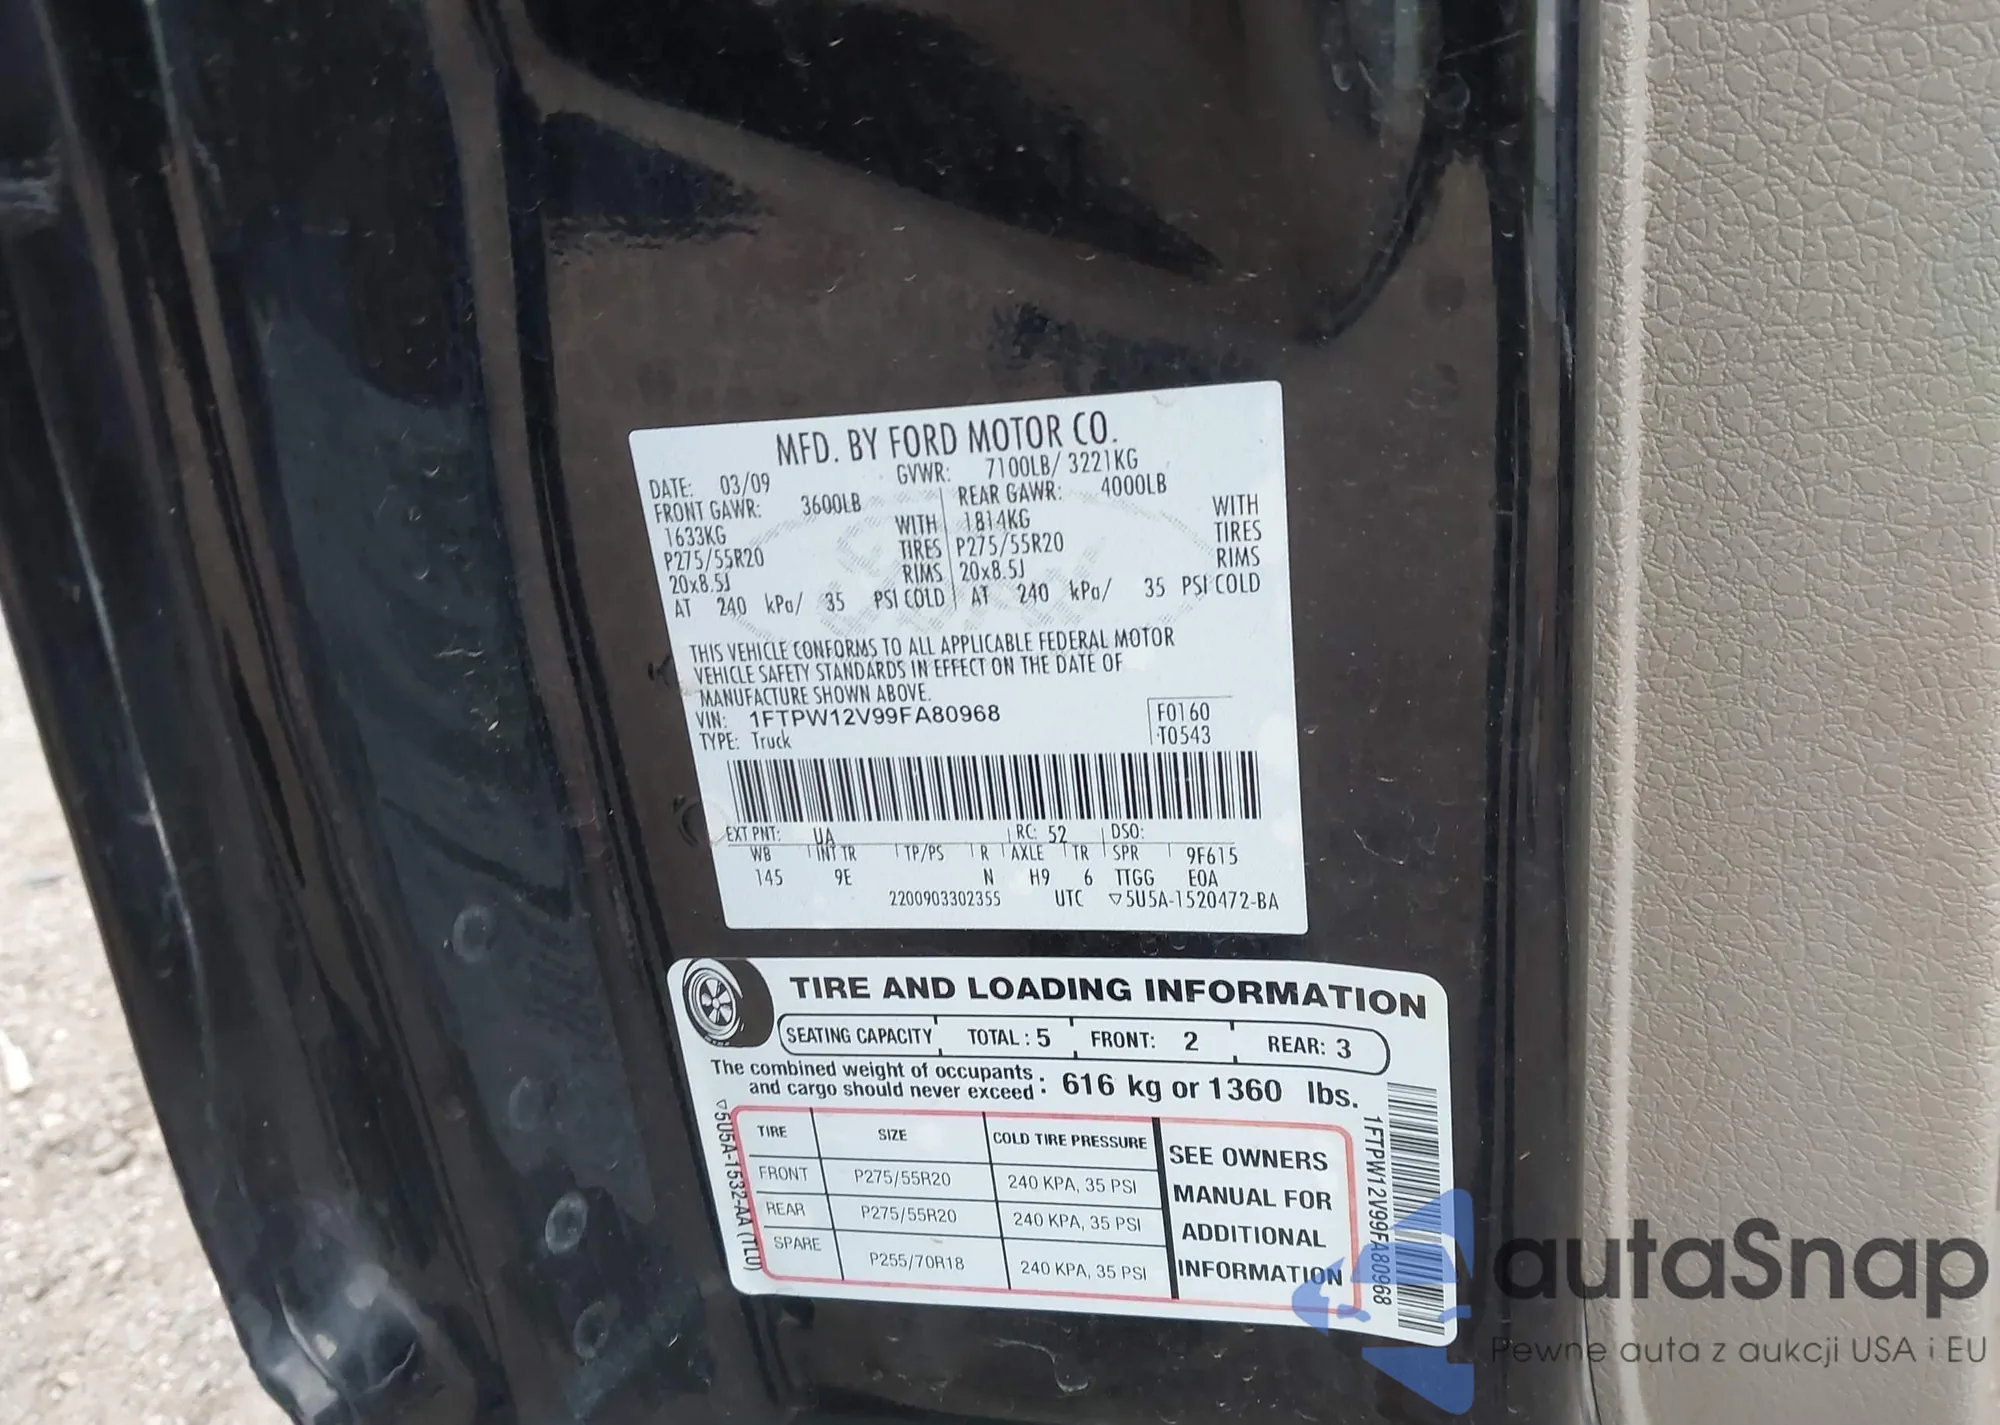 MFD. BY FORD MOTOR CO.
DATE: 03/09 GVWR: 7100LB/ 3221KG
FRONT GAWR: 3600LB REAR GAWR: 4000LB
1633KG WITH 1814KG WITH
P275/55R20 TIRES P275/55R20 TIRES
20x8.5J RIMS 20x8.5J RIMS
AT 240 kPa/ 35 PSI COLD AT 240 kPa/ 35 PSI COLD
THIS VEHICLE CONFORMS TO ALL APPLICABLE FEDERAL MOTOR
VEHICLE SAFETY STANDARDS IN EFFECT ON THE DATE OF
MANUFACTURE SHOWN ABOVE.
VIN: 1FTPW12V99FA80968 F0160
TYPE: Truck T0543
EXT PNT: UA RC: 52 DSO:
WB INT TR TP/PS R AXLE TR SPR 9F615
145 9E N H9 6 TTGG E0A
2200903302355 UTC ▽5U5A-1520472-BA
TIRE AND LOADING INFORMATION
SEATING CAPACITY TOTAL : 5 FRONT: 2 REAR: 3
The combined weight of occupants
and cargo should never exceed : 616 kg or 1360 lbs.
TIRE SIZE COLD TIRE PRESSURE
FRONT P275/55R20 240 KPA, 35 PSI
REAR P275/55R20 240 KPA, 35 PSI
SPARE P255/70R18 240 KPA, 35 PSI
SEE OWNERS
MANUAL FOR
ADDITIONAL
INFORMATION
▽5U5A-1532-AA (TLU)
1FTPW12V99FA80968
autaSnap
Pewne auta z aukcji USA i EU